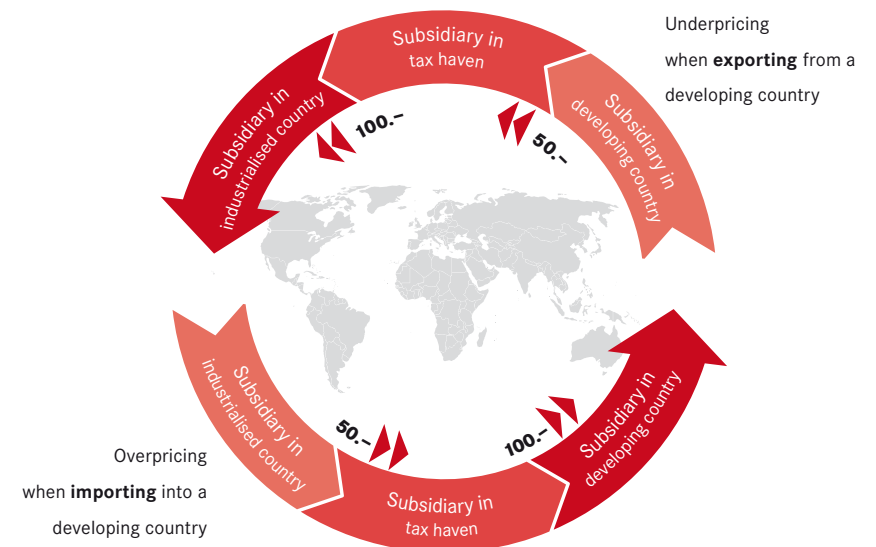 Subsidiary in
tax haven
Underpricing
when exporting from a
developing country
Subsidiary in
industrialised country
100.–
50.–
Subsidiary in
developing country
Subsidiary in
industrialised country
50.–
100.–
Subsidiary in
developing country
Overpricing
when importing into a
developing country
Subsidiary in
tax haven